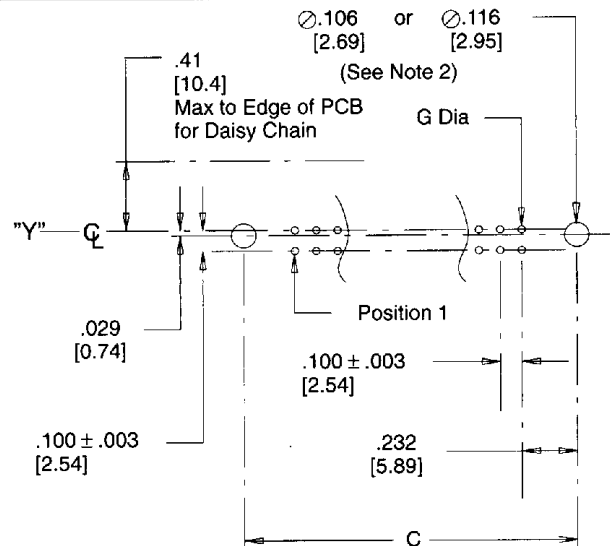 ∅.106 or ∅.116
[2.69] [2.95]
(See Note 2)
.41
[10.4]
Max to Edge of PCB
for Daisy Chain
G Dia
"Y" ℄
Position 1
.029
[0.74]
.100 ± .003
[2.54]
.100 ± .003
[2.54]
.232
[5.89]
C